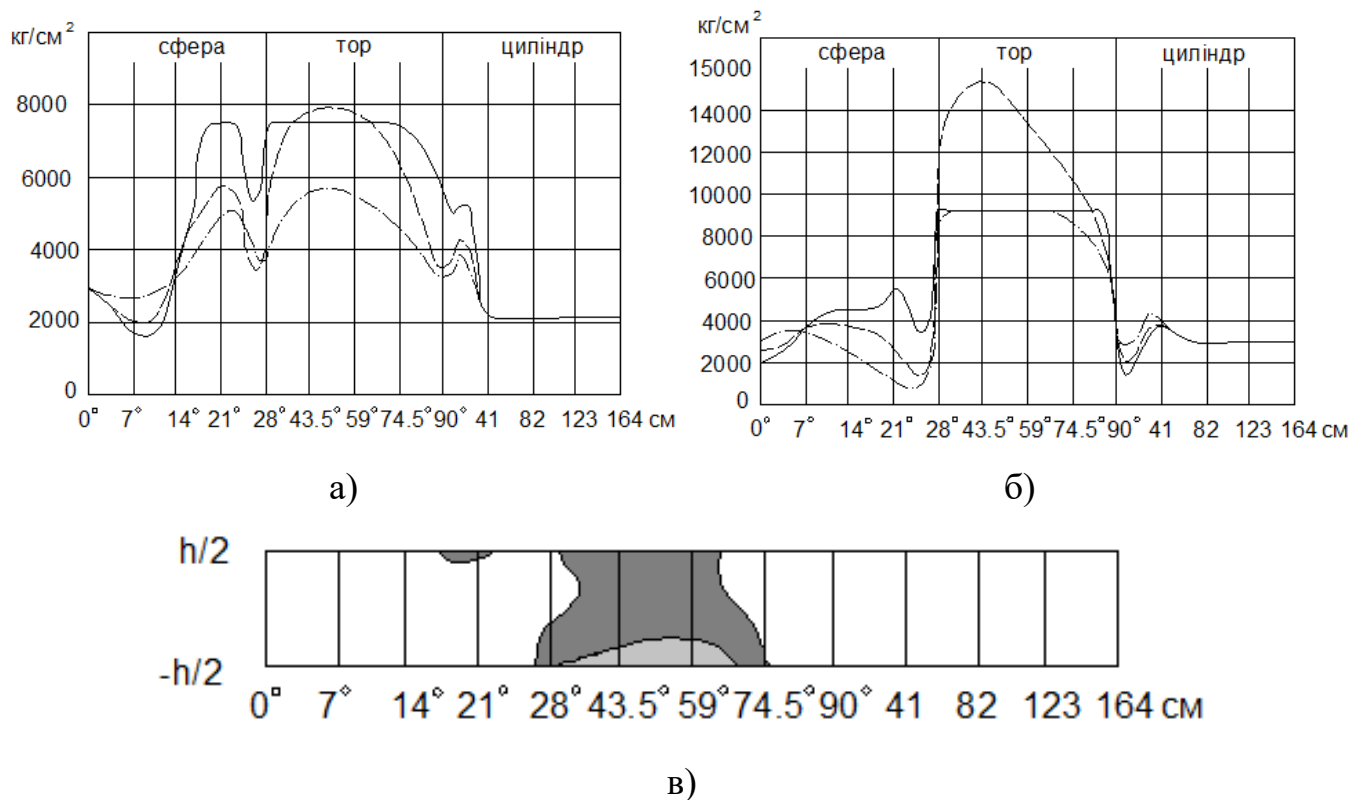 кг/см²
сфера тор циліндр
8000
6000
4000
2000
0
0° 7° 14° 21° 28° 43.5° 59° 74.5° 90° 41 82 123 164 см
а)
кг/см²
сфера тор циліндр
15000
14000
12000
10000
8000
6000
4000
2000
0
0° 7° 14° 21° 28° 43.5° 59° 74.5° 90° 41 82 123 164 см
б)
h/2
-h/2
0° 7° 14° 21° 28° 43.5° 59° 74.5° 90° 41 82 123 164 см
в)